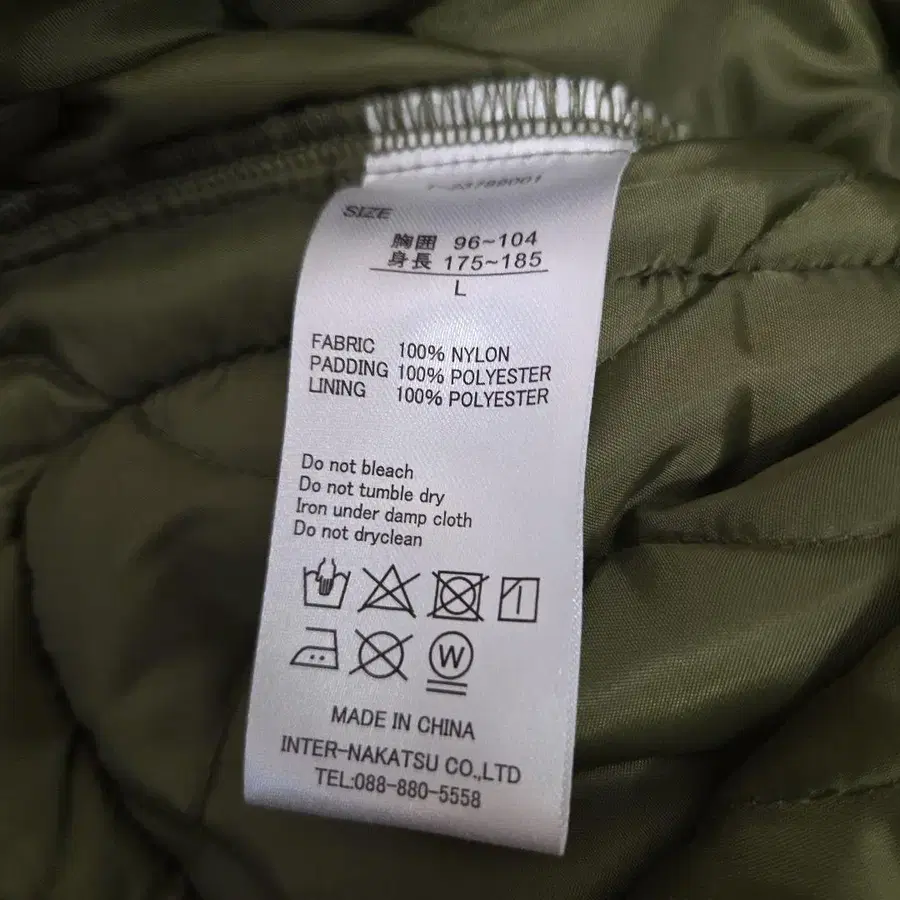 SIZE
胸囲 96~104
身長 175~185
L
FABRIC 100% NYLON
PADDING 100% POLYESTER
LINING 100% POLYESTER
Do not bleach
Do not tumble dry
Iron under damp cloth
Do not dryclean
W
MADE IN CHINA
INTER-NAKATSU CO.,LTD
TEL:088-880-5558